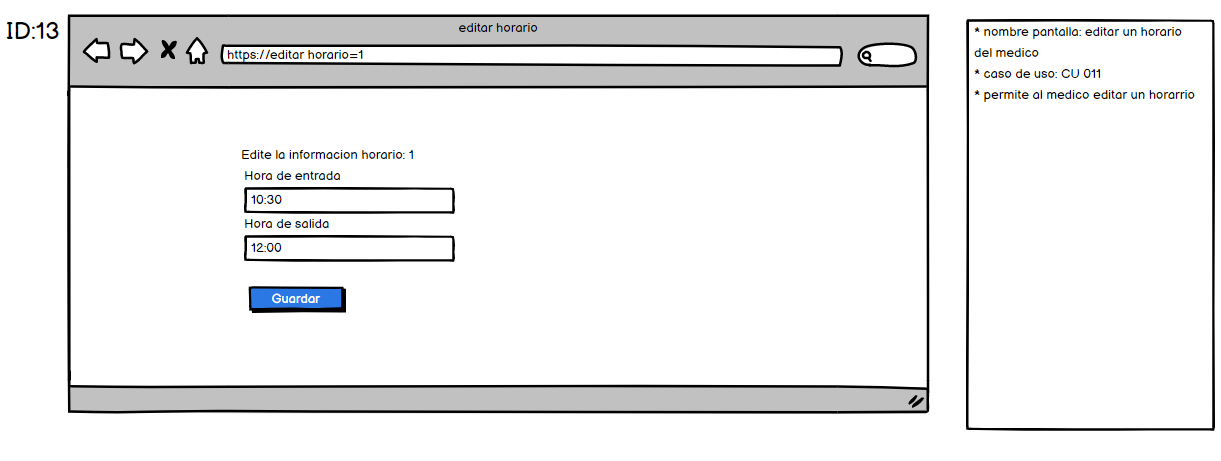 ID:13
editar horario
https://editar horario=1
Edite la informacion horario: 1
Hora de entrada
10:30
Hora de salida
12:00
Guardar
* nombre pantalla: editar un horario
del medico
* caso de uso: CU 011
* permite al medico editar un horarrio